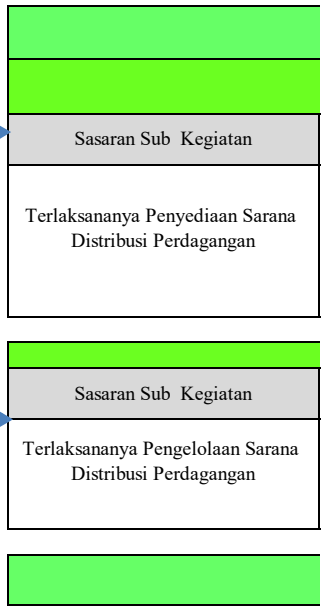 Sasaran Sub  Kegiatan
Terlaksananya Penyediaan Sarana
Distribusi Perdagangan
Sasaran Sub  Kegiatan
Terlaksananya Pengelolaan Sarana
Distribusi Perdagangan